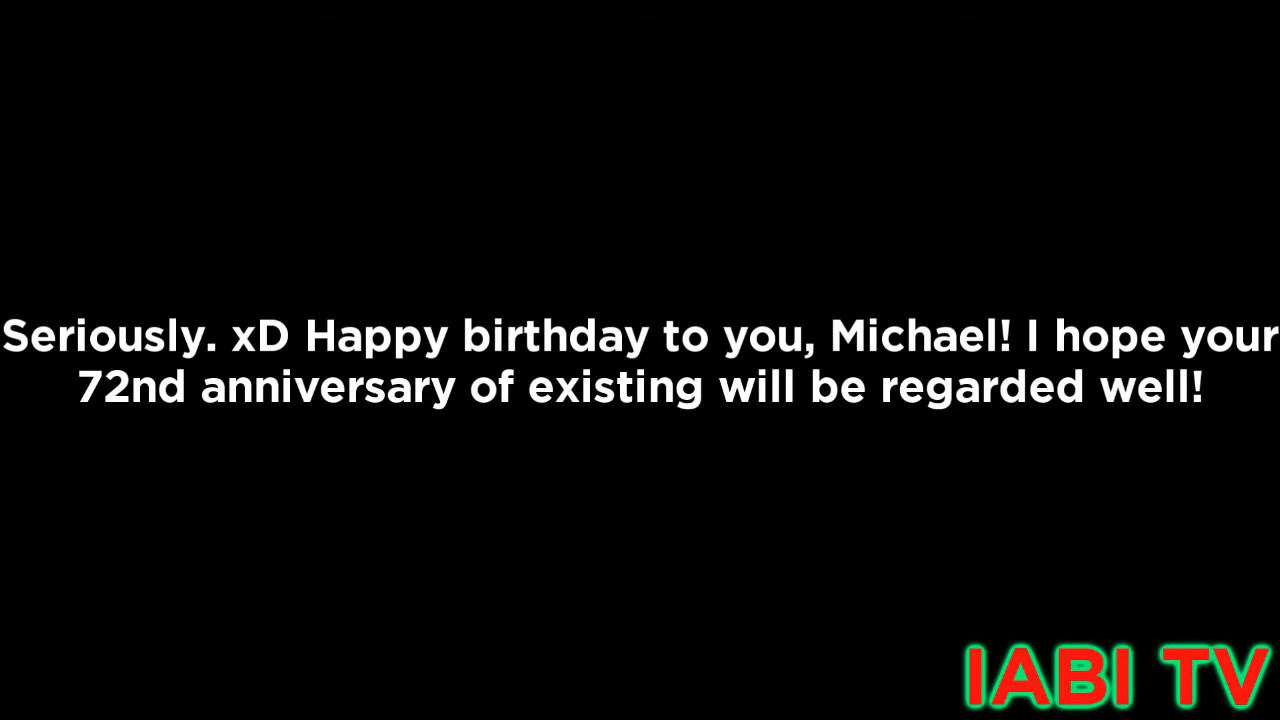 Seriously. xD Happy birthday to you, Michael! I hope your
72nd anniversary of existing will be regarded well!
IABI TV